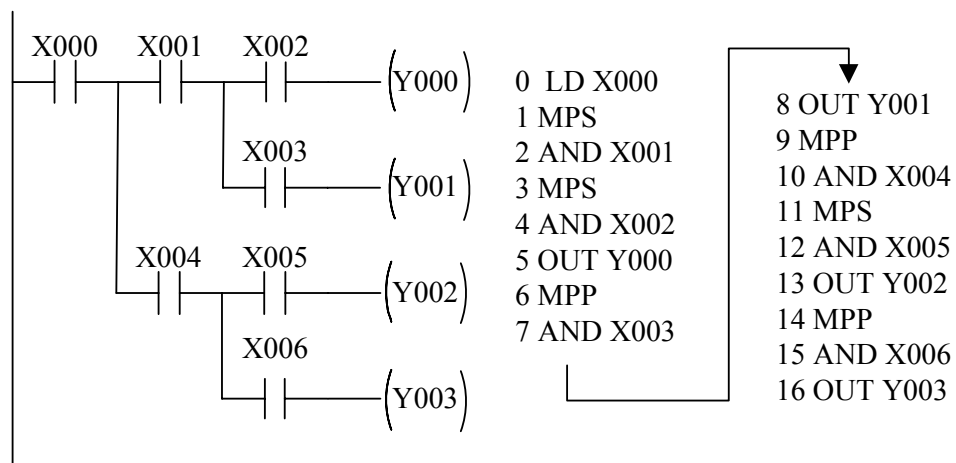 X000 X001 X002
Y000
X003
Y001
X004 X005
Y002
X006
Y003
0 LD X000
1 MPS
2 AND X001
3 MPS
4 AND X002
5 OUT Y000
6 MPP
7 AND X003
8 OUT Y001
9 MPP
10 AND X004
11 MPS
12 AND X005
13 OUT Y002
14 MPP
15 AND X006
16 OUT Y003